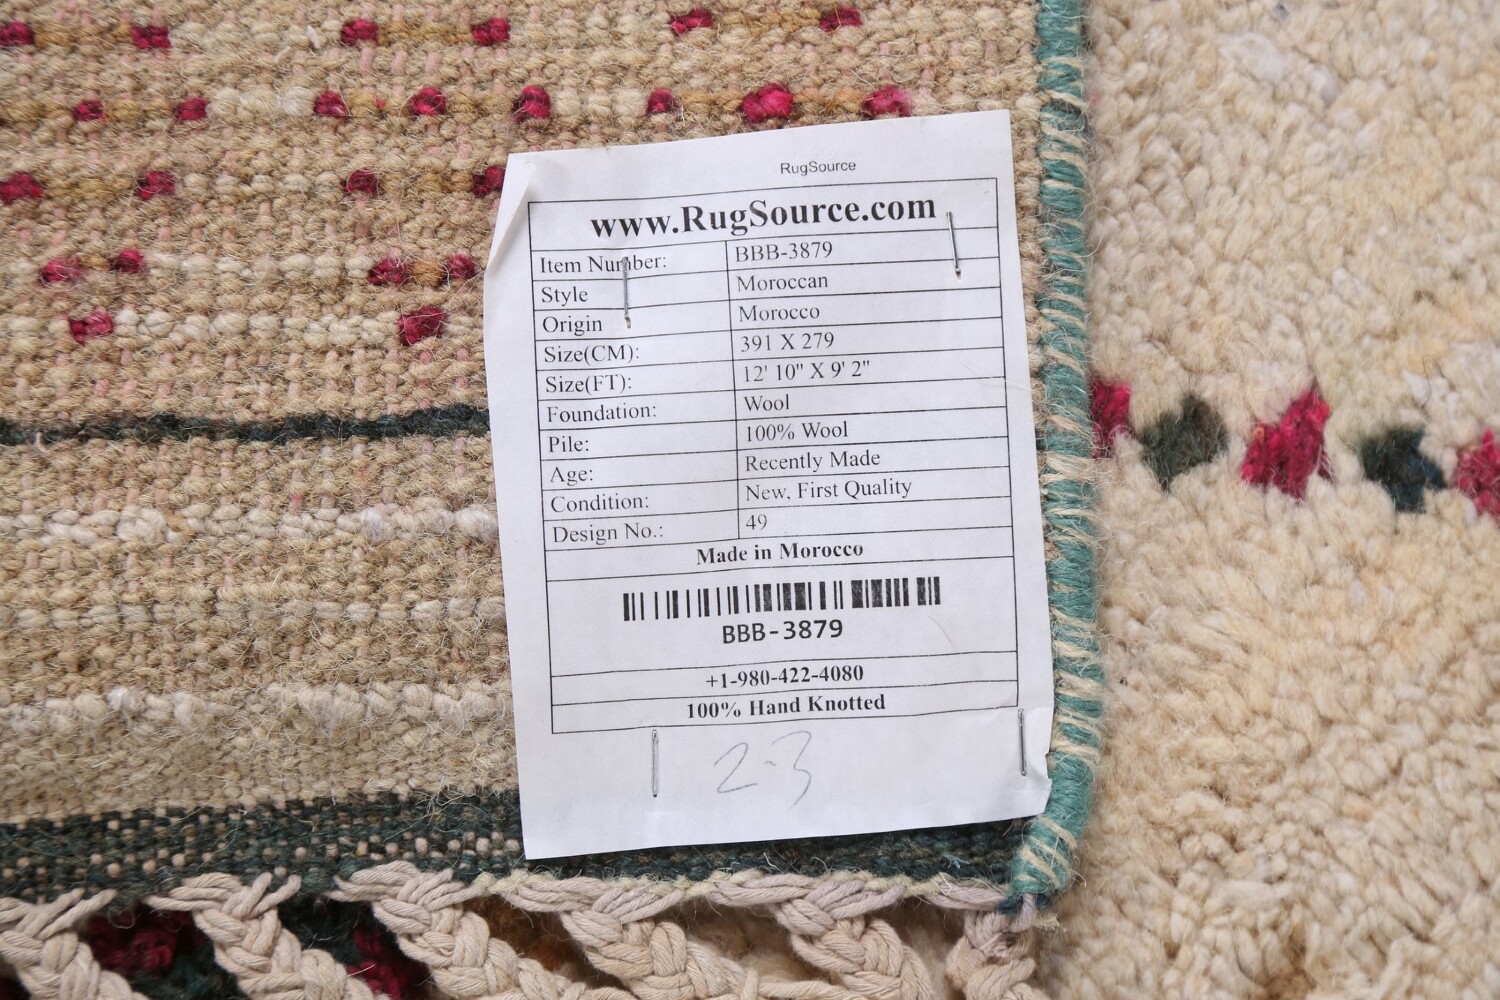 RugSource
www.RugSource.com
Item Number: BBB-3879
Style Moroccan
Origin Morocco
Size(CM): 391 X 279
Size(FT): 12' 10" X 9' 2"
Foundation: Wool
Pile: 100% Wool
Age: Recently Made
Condition: New, First Quality
Design No.: 49
Made in Morocco
BBB-3879
+1-980-422-4080
100% Hand Knotted
2-3